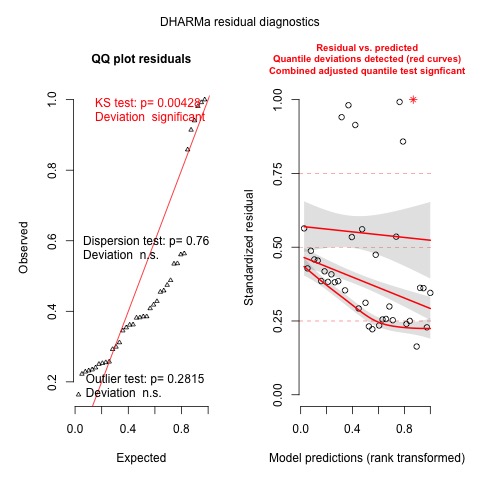 DHARMa residual diagnostics
QQ plot residuals
KS test: p= 0.00428
Deviation significant
Dispersion test: p= 0.76
Deviation n.s.
Outlier test: p= 0.2815
Deviation n.s.
Observed
1.0
0.8
0.6
0.4
0.2
0.0 0.4 0.8
Expected
Residual vs. predicted
Quantile deviations detected (red curves)
Combined adjusted quantile test signficant
Standardized residual
1.00
0.75
0.50
0.25
0.00
0.0 0.4 0.8
Model predictions (rank transformed)